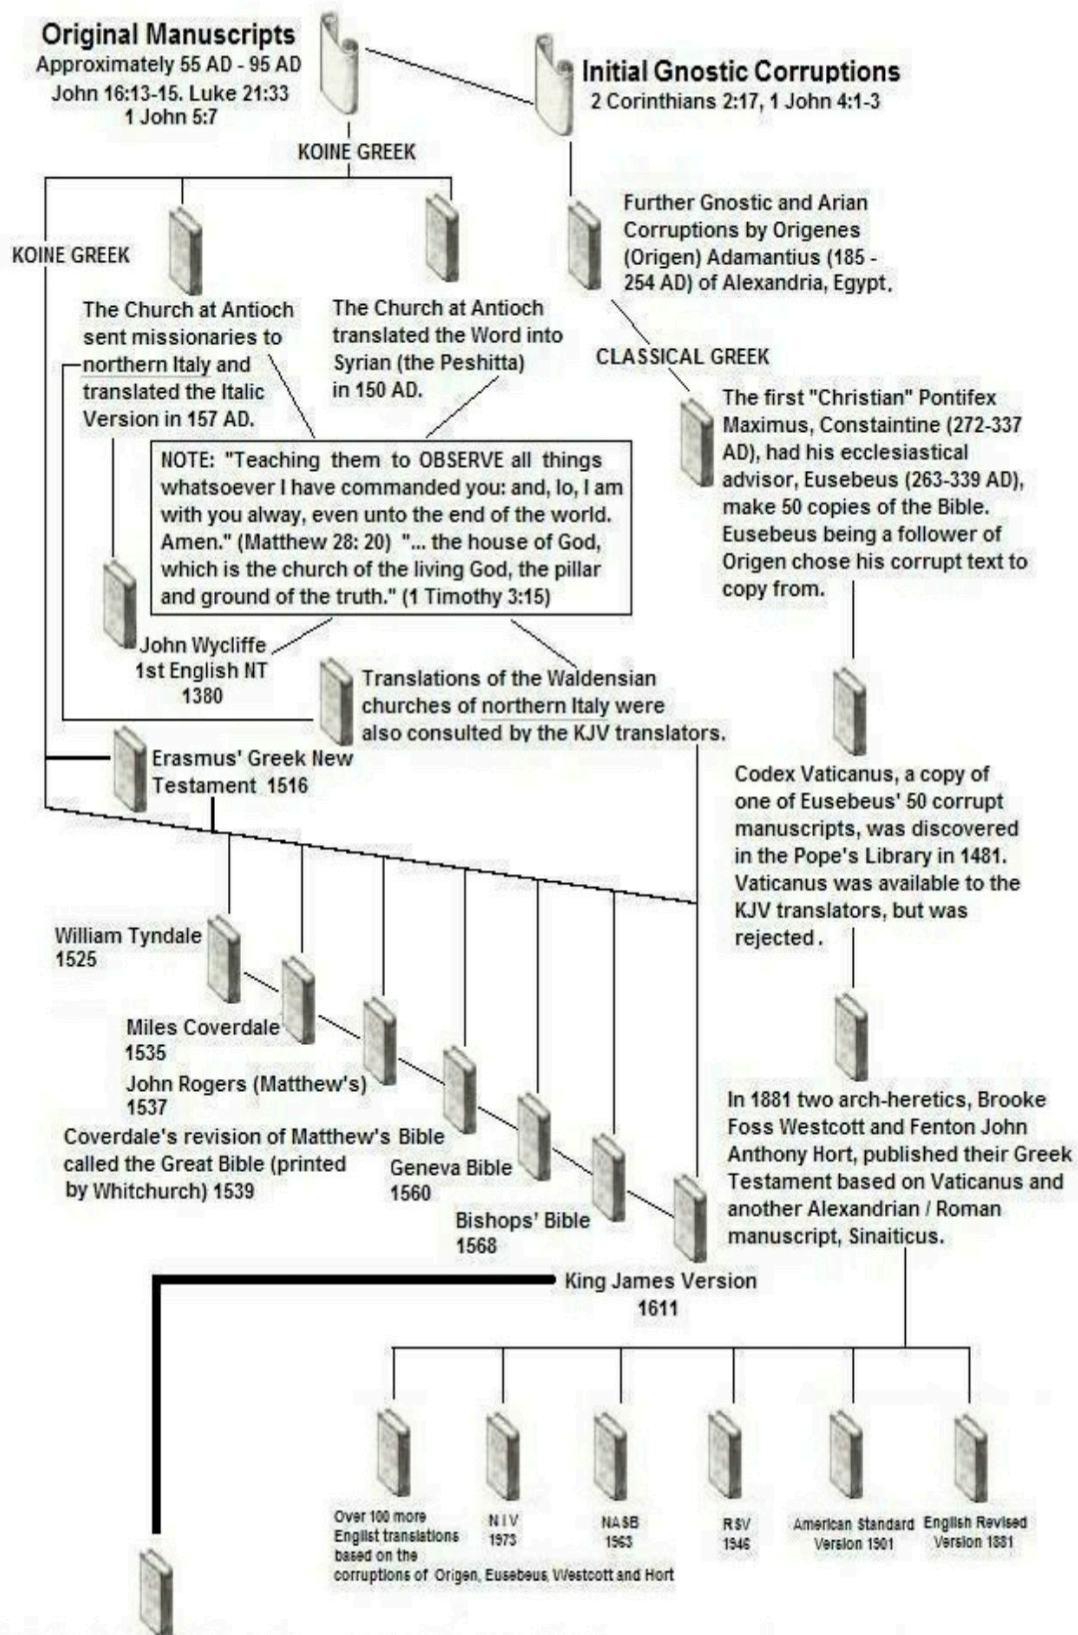 Original Manuscripts
Approximately 55 AD - 95 AD
John 16:13-15. Luke 21:33
1 John 5:7
Initial Gnostic Corruptions
2 Corinthians 2:17, 1 John 4:1-3
KOINE GREEK
KOINE GREEK
Further Gnostic and Arian
Corruptions by Origenes
(Origen) Adamantius (185 -
254 AD) of Alexandria, Egypt.
The Church at Antioch
sent missionaries to
northern Italy and
translated the Italic
Version in 157 AD.
The Church at Antioch
translated the Word into
Syrian (the Peshitta)
in 150 AD.
CLASSICAL GREEK
The first "Christian" Pontifex
Maximus, Constaintine (272-337
AD), had his ecclesiastical
advisor, Eusebeus (263-339 AD),
make 50 copies of the Bible.
Eusebeus being a follower of
Origen chose his corrupt text to
copy from.
NOTE: "Teaching them to OBSERVE all things
whatsoever I have commanded you: and, lo, I am
with you alway, even unto the end of the world.
Amen." (Matthew 28: 20) "... the house of God,
which is the church of the living God, the pillar
and ground of the truth." (1 Timothy 3:15)
John Wycliffe
1st English NT
1380
Translations of the Waldensian
churches of northern Italy were
also consulted by the KJV translators.
Erasmus' Greek New
Testament 1516
Codex Vaticanus, a copy of
one of Eusebeus' 50 corrupt
manuscripts, was discovered
in the Pope's Library in 1481.
Vaticanus was available to the
KJV translators, but was
rejected.
William Tyndale
1525
Miles Coverdale
1535
John Rogers (Matthew's)
1537
Coverdale's revision of Matthew's Bible
called the Great Bible (printed
by Whitchurch) 1539
Geneva Bible
1560
Bishops' Bible
1568
In 1881 two arch-heretics, Brooke
Foss Westcott and Fenton John
Anthony Hort, published their Greek
Testament based on Vaticanus and
another Alexandrian / Roman
manuscript, Sinaiticus.
King James Version
1611
Over 100 more
Englist translations
based on the
corruptions of Origen, Eusebeus, Westcott and Hort
NIV
1973
NASB
1963
RSV
1946
American Standard
Version 1901
English Revised
Version 1881